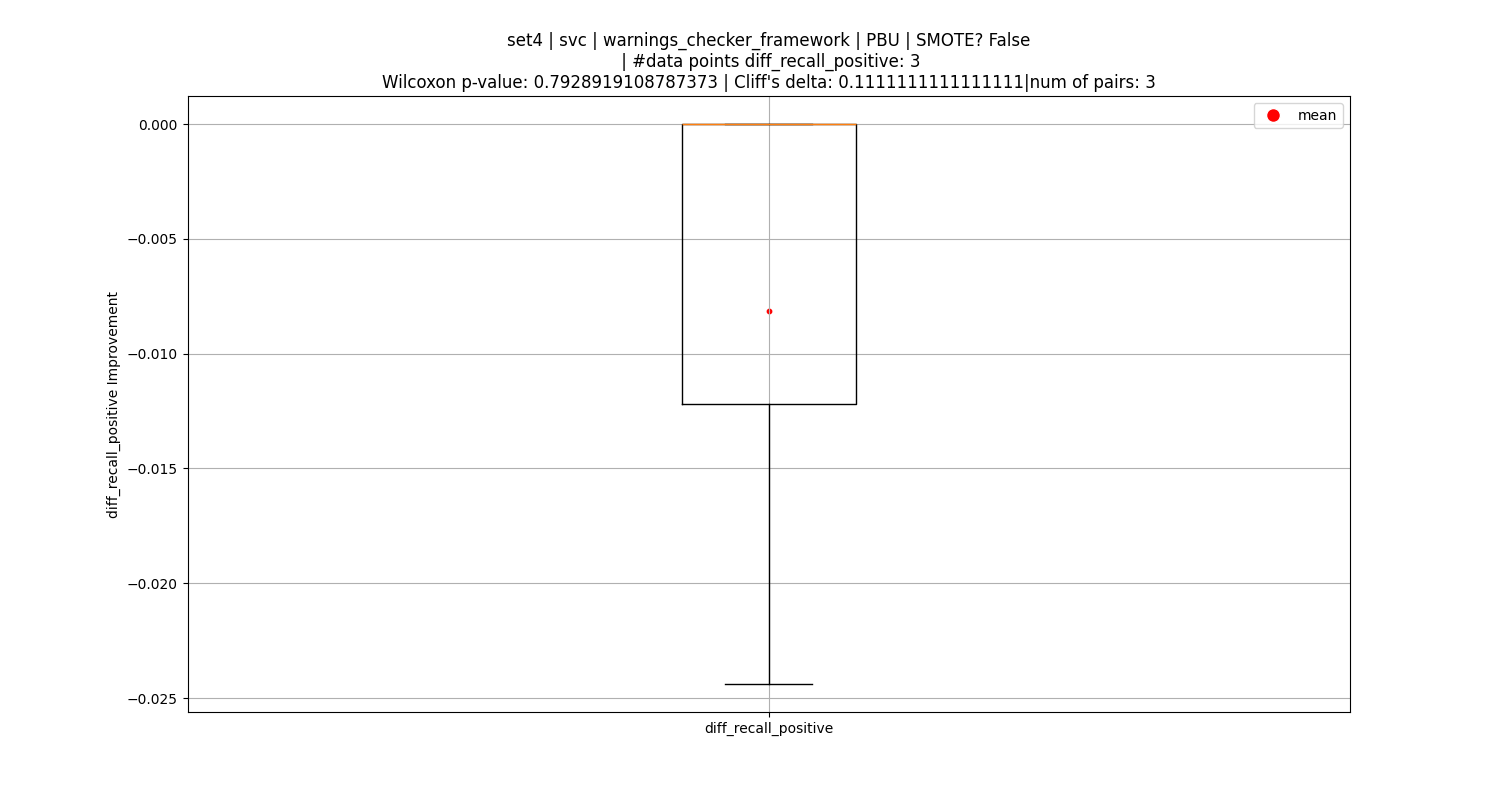 set4 | svc | warnings_checker_framework | PBU | SMOTE? False
| #data points diff_recall_positive: 3
Wilcoxon p-value: 0.7928919108787373 | Cliff's delta: 0.1111111111111111|num of pairs: 3
mean
0.000
−0.005
−0.010
−0.015
−0.020
−0.025
diff_recall_positive Improvement
diff_recall_positive